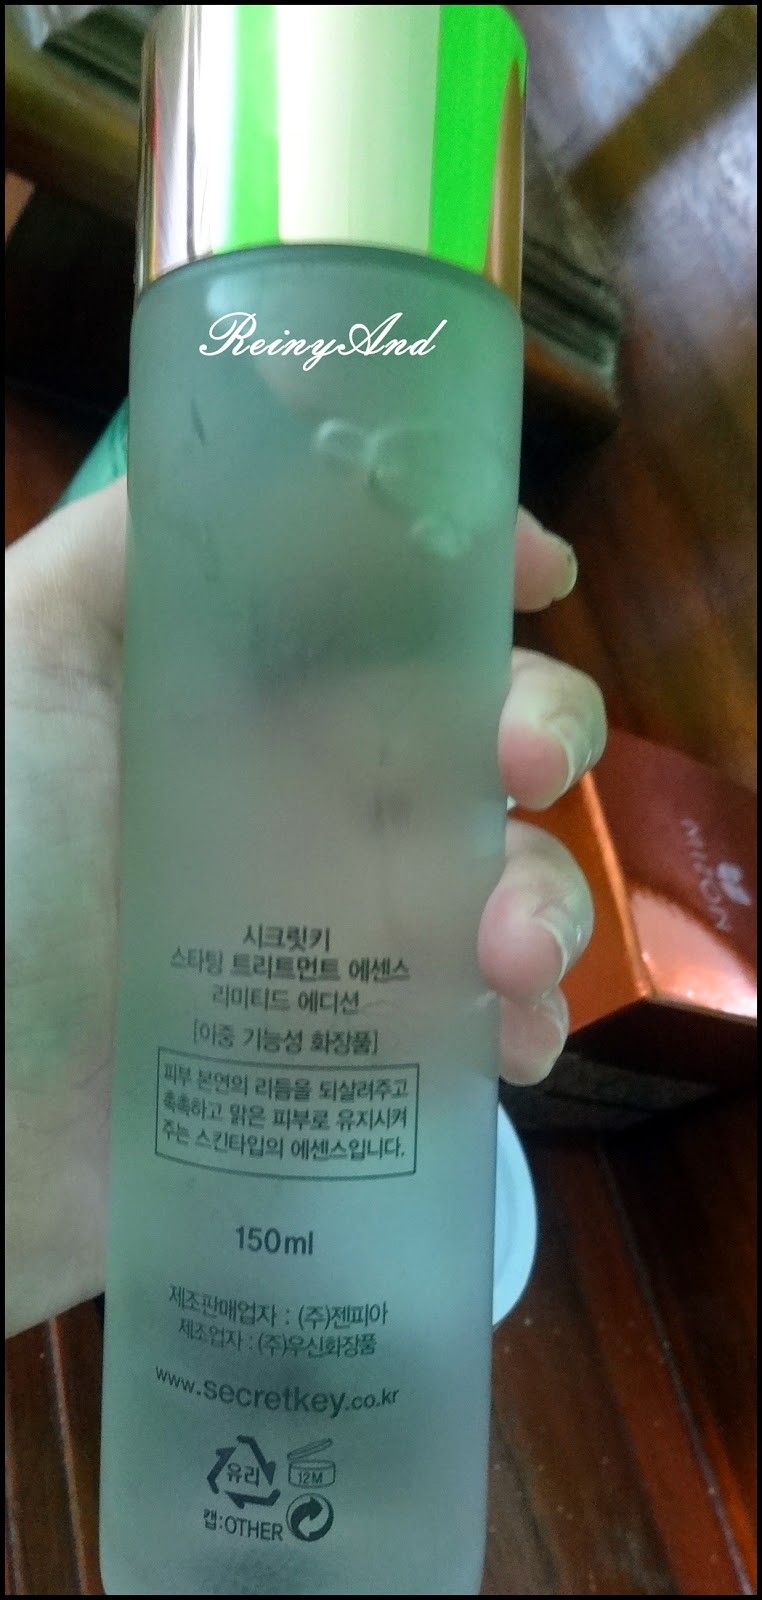 ReinyAnd
시크릿키
스타팅 트리트먼트 에센스
리미티드 에디션
[이중 기능성 화장품]
피부 본연의 리듬을 되살려주고
촉촉하고 맑은 피부로 유지시켜
주는 스킨타입의 에센스입니다.
150ml
제조판매업자 : (주)젠피아
제조업자 : (주)우신화장품
www.secretkey.co.kr
유리
12M
캡:OTHER
MIZON